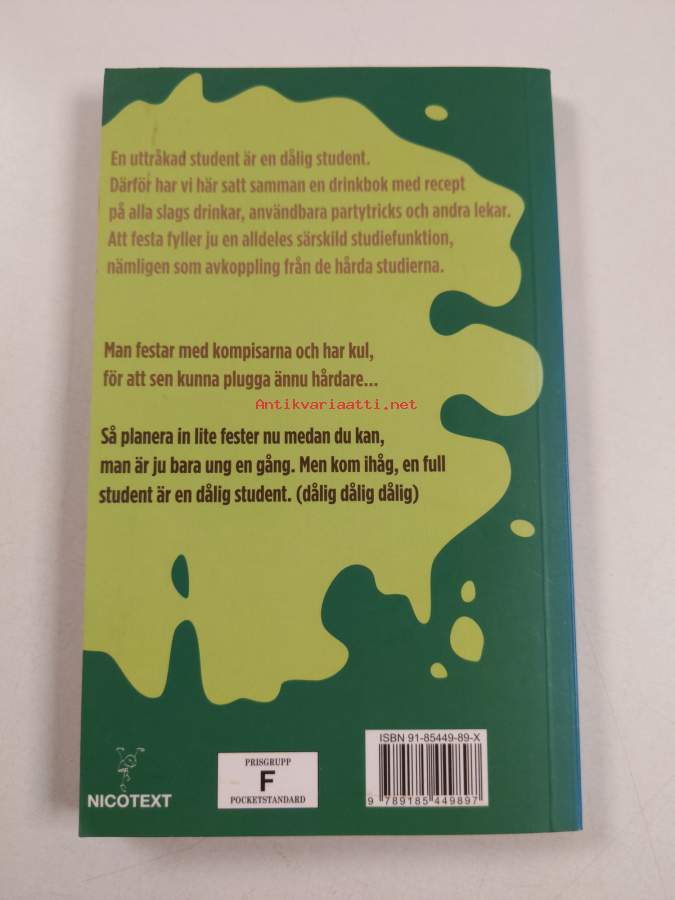 En uttråkad student är en dålig student.
Därför har vi här satt samman en drinkbok med recept
på alla slags drinkar, användbara partytricks och andra lekar.
Att festa fyller ju en alldeles särskild studiefunktion,
nämligen som avkoppling från de hårda studierna.
Man festar med kompisarna och har kul,
för att sen kunna plugga ännu hårdare...
Antikvariaatti.net
Så planera in lite fester nu medan du kan,
man är ju bara ung en gång. Men kom ihåg, en full
student är en dålig student. (dålig dålig dålig)
NICOTEXT
PRISGRUPP
F
POCKETSTANDARD
ISBN 91-85449-89-X
9 789185 449897